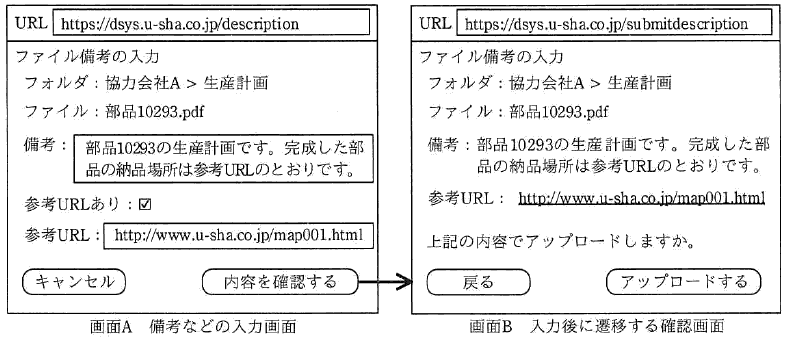 URL https://dsys.u-sha.co.jp/description
ファイル備考の入力
フォルダ：協力会社A > 生産計画
ファイル：部品10293.pdf
備考：部品10293の生産計画です。完成した部
品の納品場所は参考URLのとおりです。
参考URLあり：☑
参考URL：http://www.u-sha.co.jp/map001.html
キャンセル 内容を確認する
画面A 備考などの入力画面
URL https://dsys.u-sha.co.jp/submitdescription
ファイル備考の入力
フォルダ：協力会社A > 生産計画
ファイル：部品10293.pdf
備考：部品10293の生産計画です。完成した部
品の納品場所は参考URLのとおりです。
参考URL： http://www.u-sha.co.jp/map001.html
上記の内容でアップロードしますか。
戻る アップロードする
画面B 入力後に遷移する確認画面